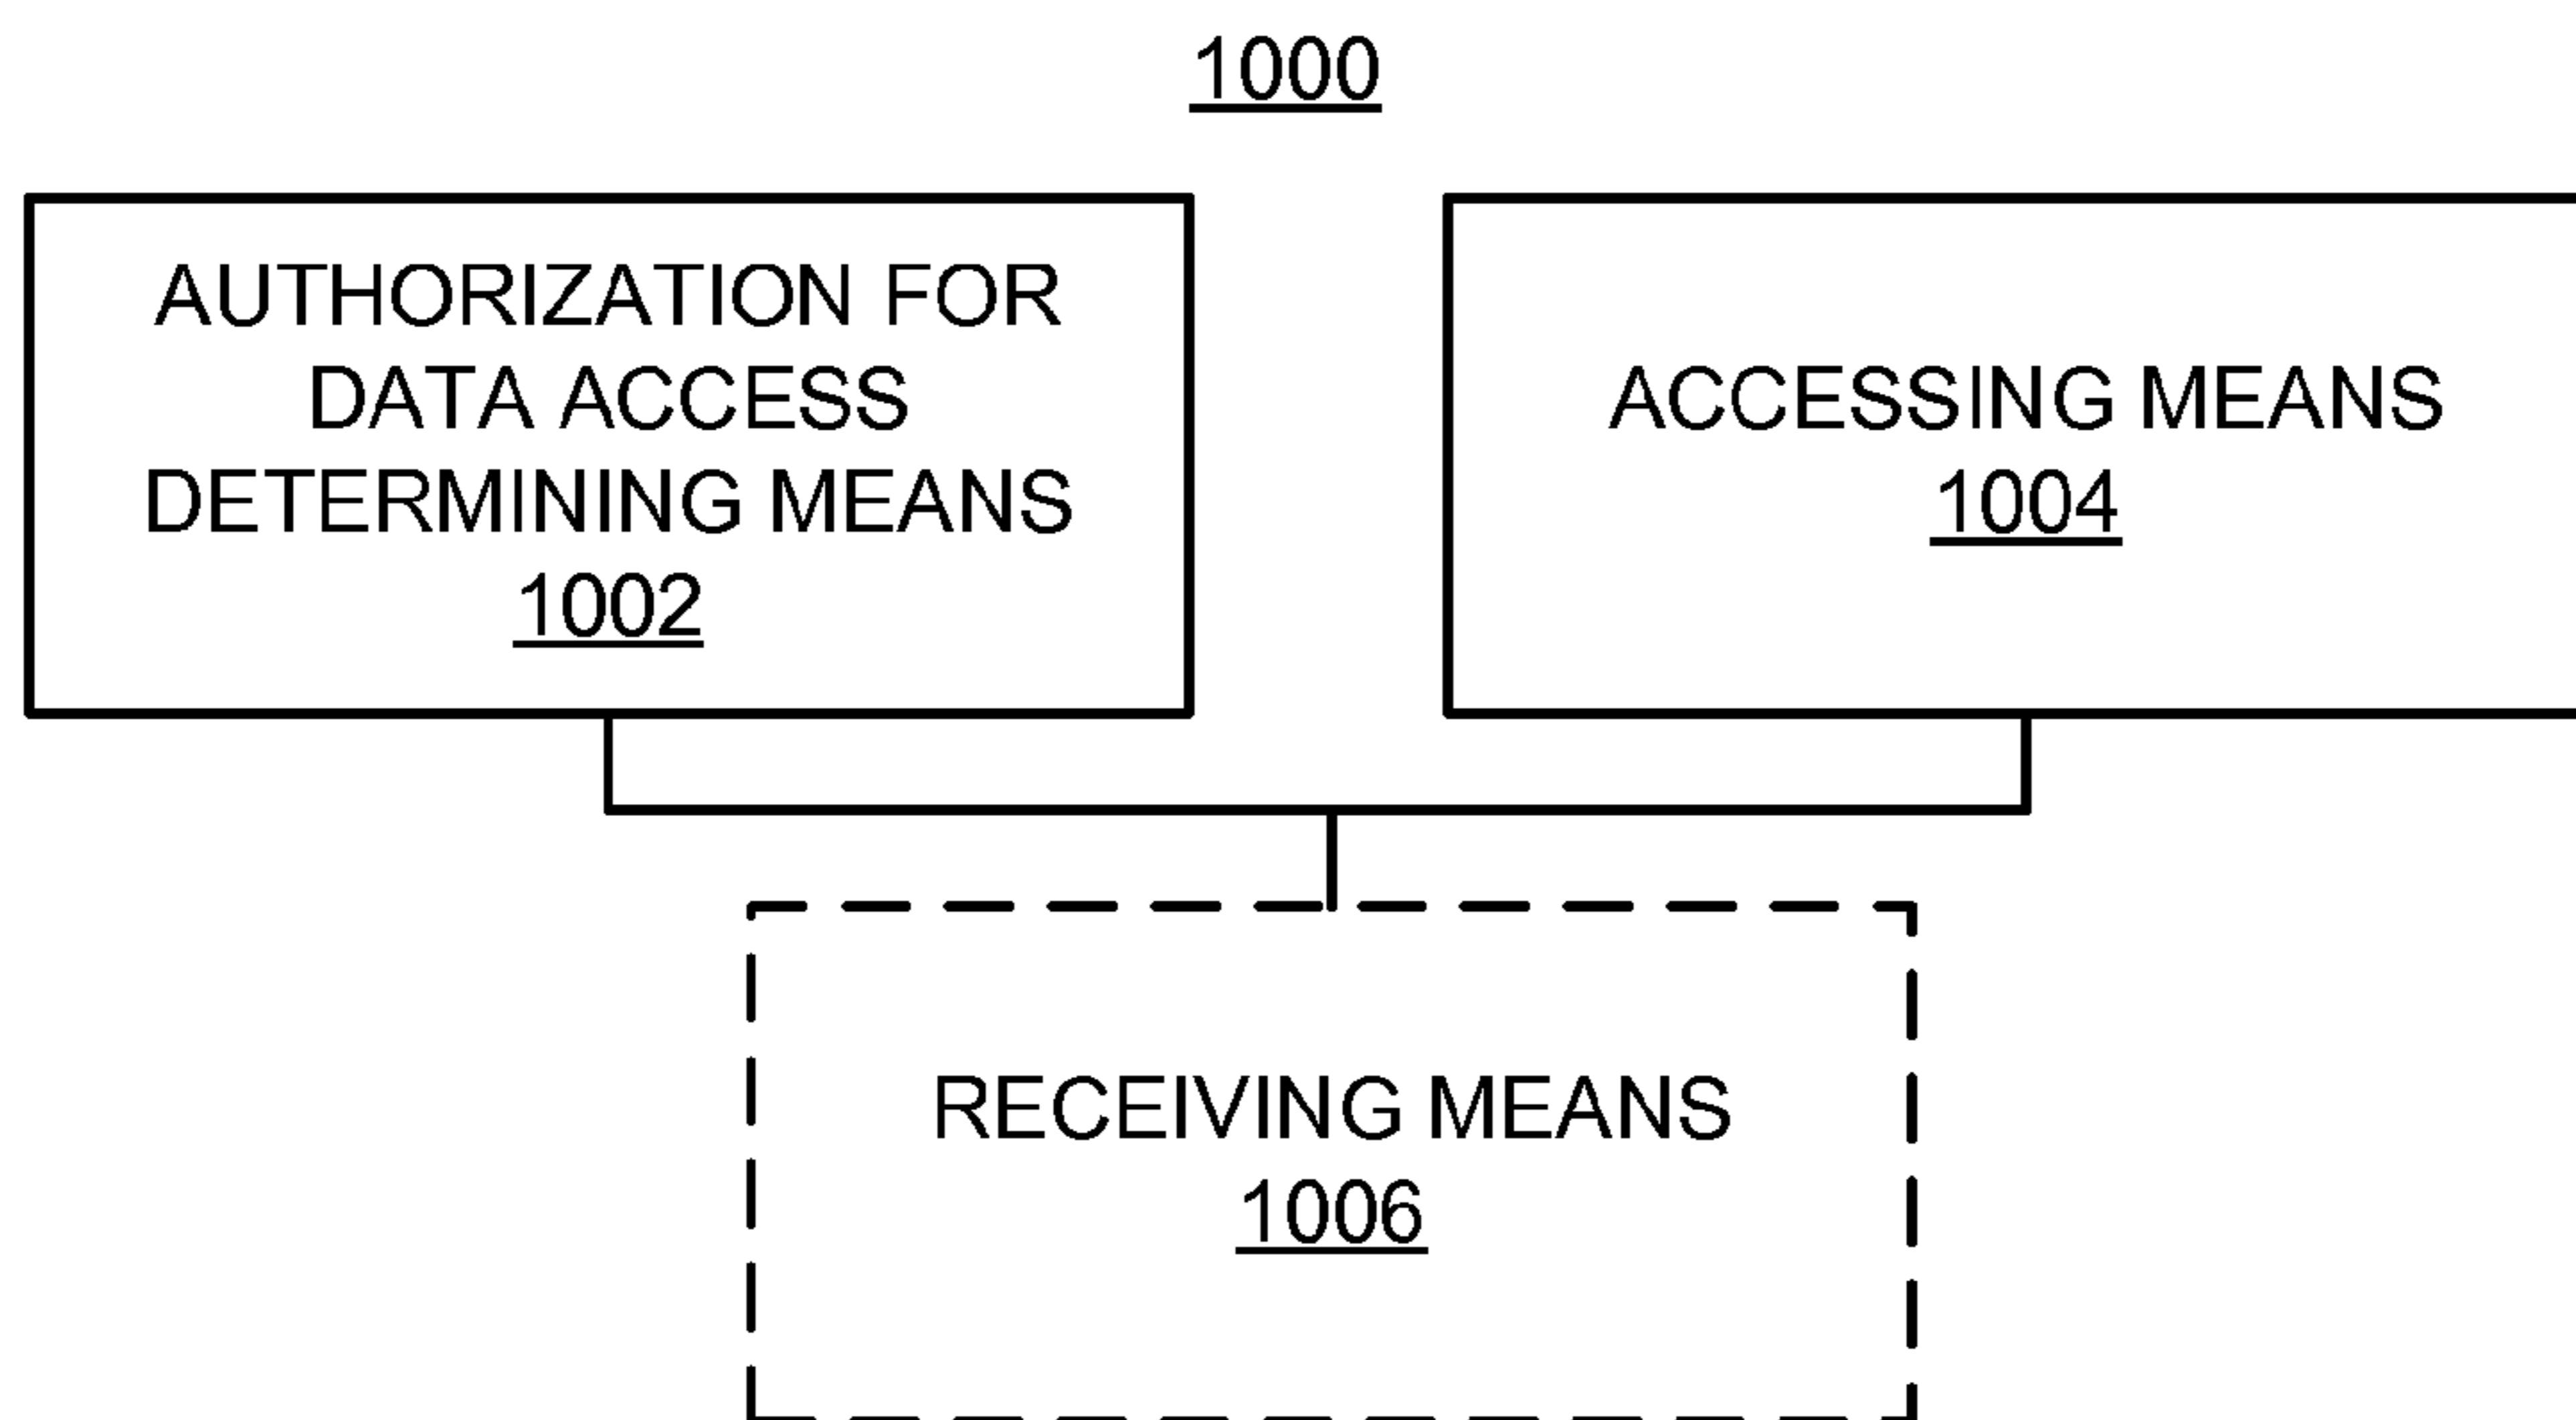 1000
AUTHORIZATION FOR
DATA ACCESS
DETERMINING MEANS
1002
ACCESSING MEANS
1004
RECEIVING MEANS
1006